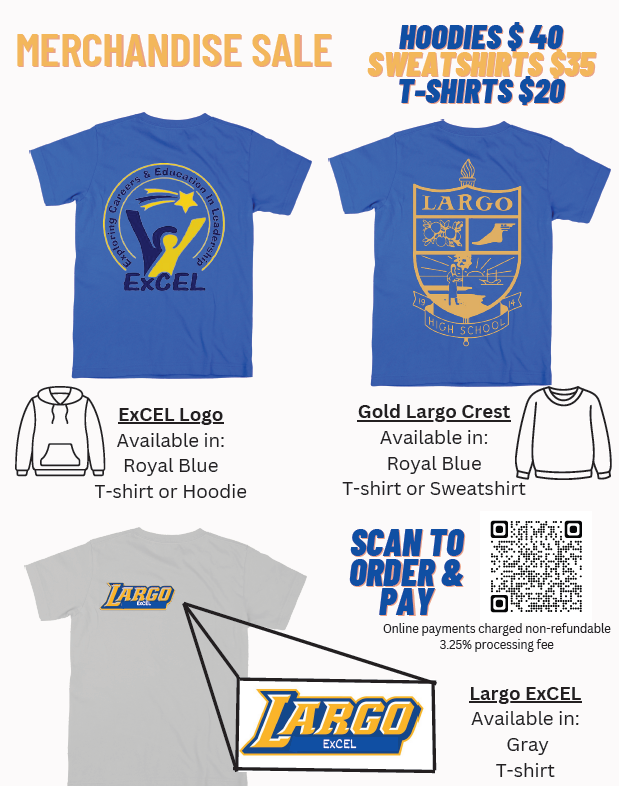 MERCHANDISE SALE
HOODIES $ 40
SWEATSHIRTS $35
T-SHIRTS $20
Exploring Careers & Education in Leadership
ExCEL
LARGO
19 14
HIGH SCHOOL
ExCEL Logo
Available in:
Royal Blue
T-shirt or Hoodie
Gold Largo Crest
Available in:
Royal Blue
T-shirt or Sweatshirt
LARGO
ExCEL
SCAN TO
ORDER &
PAY
Online payments charged non-refundable
3.25% processing fee
LARGO
ExCEL
Largo ExCEL
Available in:
Gray
T-shirt